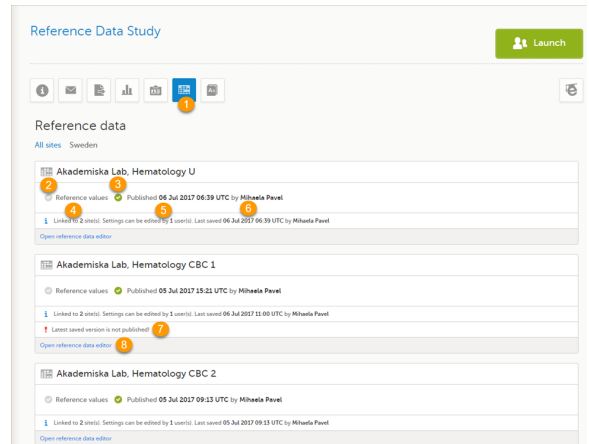 Reference Data Study
Launch
1
Reference data
All sites Sweden
Akademiska Lab, Hematology U
2 3
Reference values Published 06 Jul 2017 06:39 UTC by Mihaela Pavel
4 5 6
Linked to 2 site(s). Settings can be edited by 1 user(s). Last saved 06 Jul 2017 06:39 UTC by Mihaela Pavel
Open reference data editor
Akademiska Lab, Hematology CBC 1
Reference values Published 05 Jul 2017 15:21 UTC by Mihaela Pavel
Linked to 2 site(s). Settings can be edited by 1 user(s). Last saved 06 Jul 2017 11:00 UTC by Mihaela Pavel
Latest saved version is not published! 7
Open reference data editor 8
Akademiska Lab, Hematology CBC 2
Reference values Published 05 Jul 2017 09:13 UTC by Mihaela Pavel
Linked to 2 site(s). Settings can be edited by 1 user(s). Last saved 05 Jul 2017 09:13 UTC by Mihaela Pavel
Open reference data editor